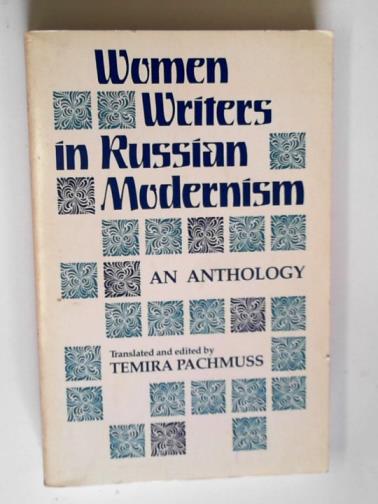 Women
Writers
in Russian
Modernism
AN ANTHOLOGY
Translated and edited by
TEMIRA PACHMUSS